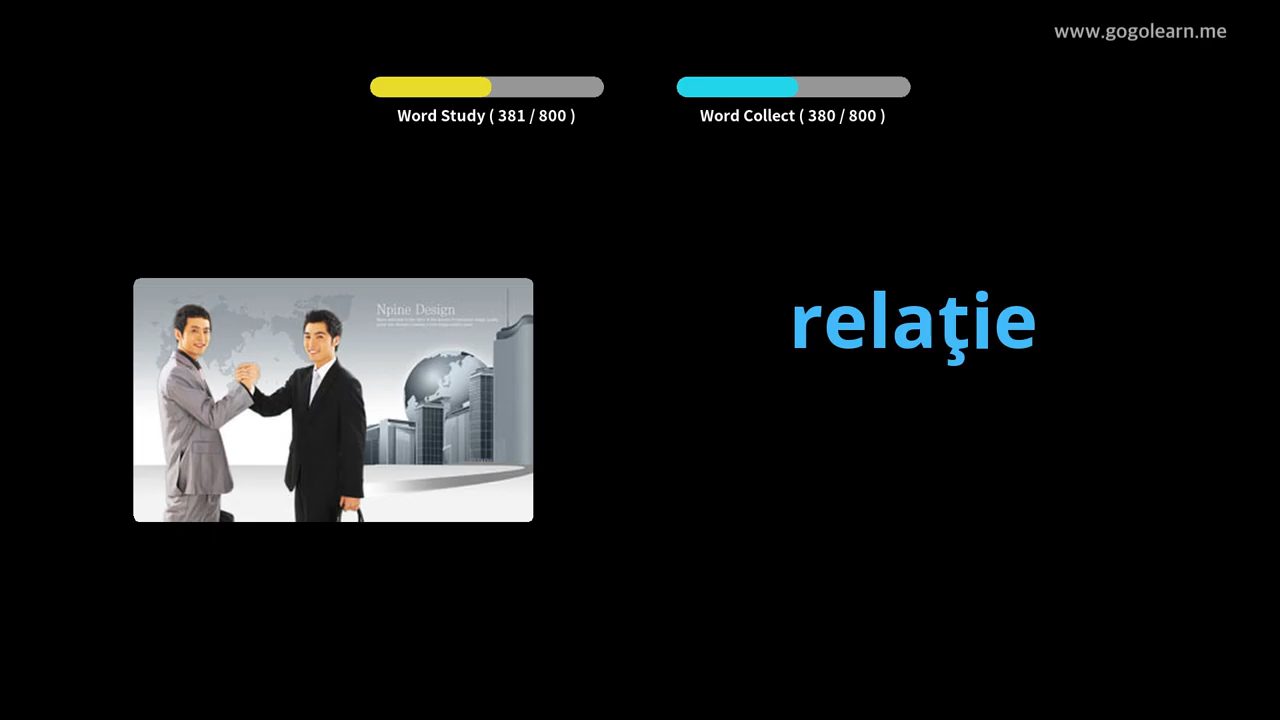 www.gogolearn.me
Word Study ( 381 / 800 )
Word Collect ( 380 / 800 )
Npine Design
relaţie